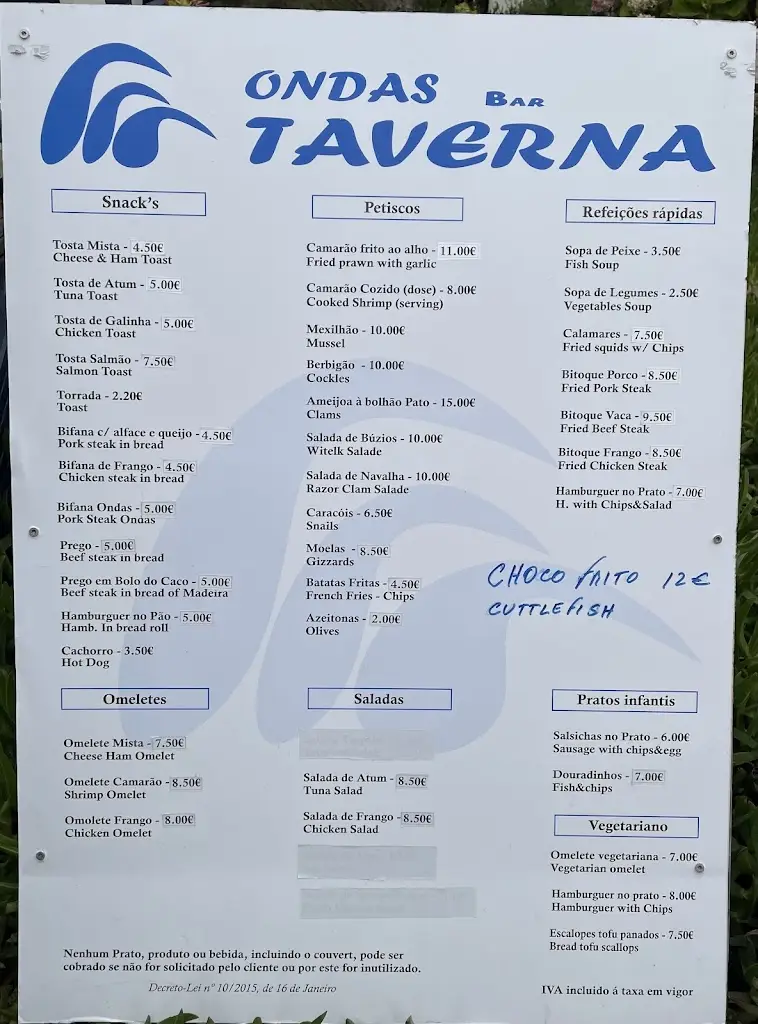 ONDAS BAR
TAVERNA
Snack's
Tosta Mista - 4.50€
Cheese & Ham Toast
Tosta de Atum - 5.00€
Tuna Toast
Tosta de Galinha - 5.00€
Chicken Toast
Tosta Salmão - 7.50€
Salmon Toast
Torrada - 2.20€
Toast
Bifana c/ alface e queijo - 4.50€
Pork steak in bread
Bifana de Frango - 4.50€
Chicken steak in bread
Bifana Ondas - 5.00€
Pork Steak Ondas
Prego - 5.00€
Beef steak in bread
Prego em Bolo do Caco - 5.00€
Beef steak in bread of Madeira
Hamburguer no Pão - 5.00€
Hamb. In bread roll
Cachorro - 3.50€
Hot Dog
Omeletes
Omelete Mista - 7.50€
Cheese Ham Omelet
Omelete Camarão - 8.50€
Shrimp Omelet
Omolete Frango - 8.00€
Chicken Omelet
Petiscos
Camarão frito ao alho - 11.00€
Fried prawn with garlic
Camarão Cozido (dose) - 8.00€
Cooked Shrimp (serving)
Mexilhão - 10.00€
Mussel
Berbigão - 10.00€
Cockles
Ameijoa à bolhão Pato - 15.00€
Clams
Salada de Búzios - 10.00€
Witelk Salade
Salada de Navalha - 10.00€
Razor Clam Salade
Caracóis - 6.50€
Snails
Moelas - 8.50€
Gizzards
Batatas Fritas - 4.50€
French Fries - Chips
Azeitonas - 2.00€
Olives
Saladas
Salada de Atum - 8.50€
Tuna Salad
Salada de Frango - 8.50€
Chicken Salad
Refeições rápidas
Sopa de Peixe - 3.50€
Fish Soup
Sopa de Legumes - 2.50€
Vegetables Soup
Calamares - 7.50€
Fried squids w/ Chips
Bitoque Porco - 8.50€
Fried Pork Steak
Bitoque Vaca - 9.50€
Fried Beef Steak
Bitoque Frango - 8.50€
Fried Chicken Steak
Hamburguer no Prato - 7.00€
H. with Chips&Salad
CHOCO FRITO 12€
CUTTLEFISH
Pratos infantis
Salsichas no Prato - 6.00€
Sausage with chips&egg
Douradinhos - 7.00€
Fish&chips
Vegetariano
Omelete vegetariana - 7.00€
Vegetarian omelet
Hamburguer no prato - 8.00€
Hamburguer with Chips
Escalopes tofu panados - 7.50€
Bread tofu scallops
Nenhum Prato, produto ou bebida, incluindo o couvert, pode ser
cobrado se não for solicitado pelo cliente ou por este for inutilizado.
Decreto-Lei nº 10/2015, de 16 de Janeiro
IVA incluido á taxa em vigor